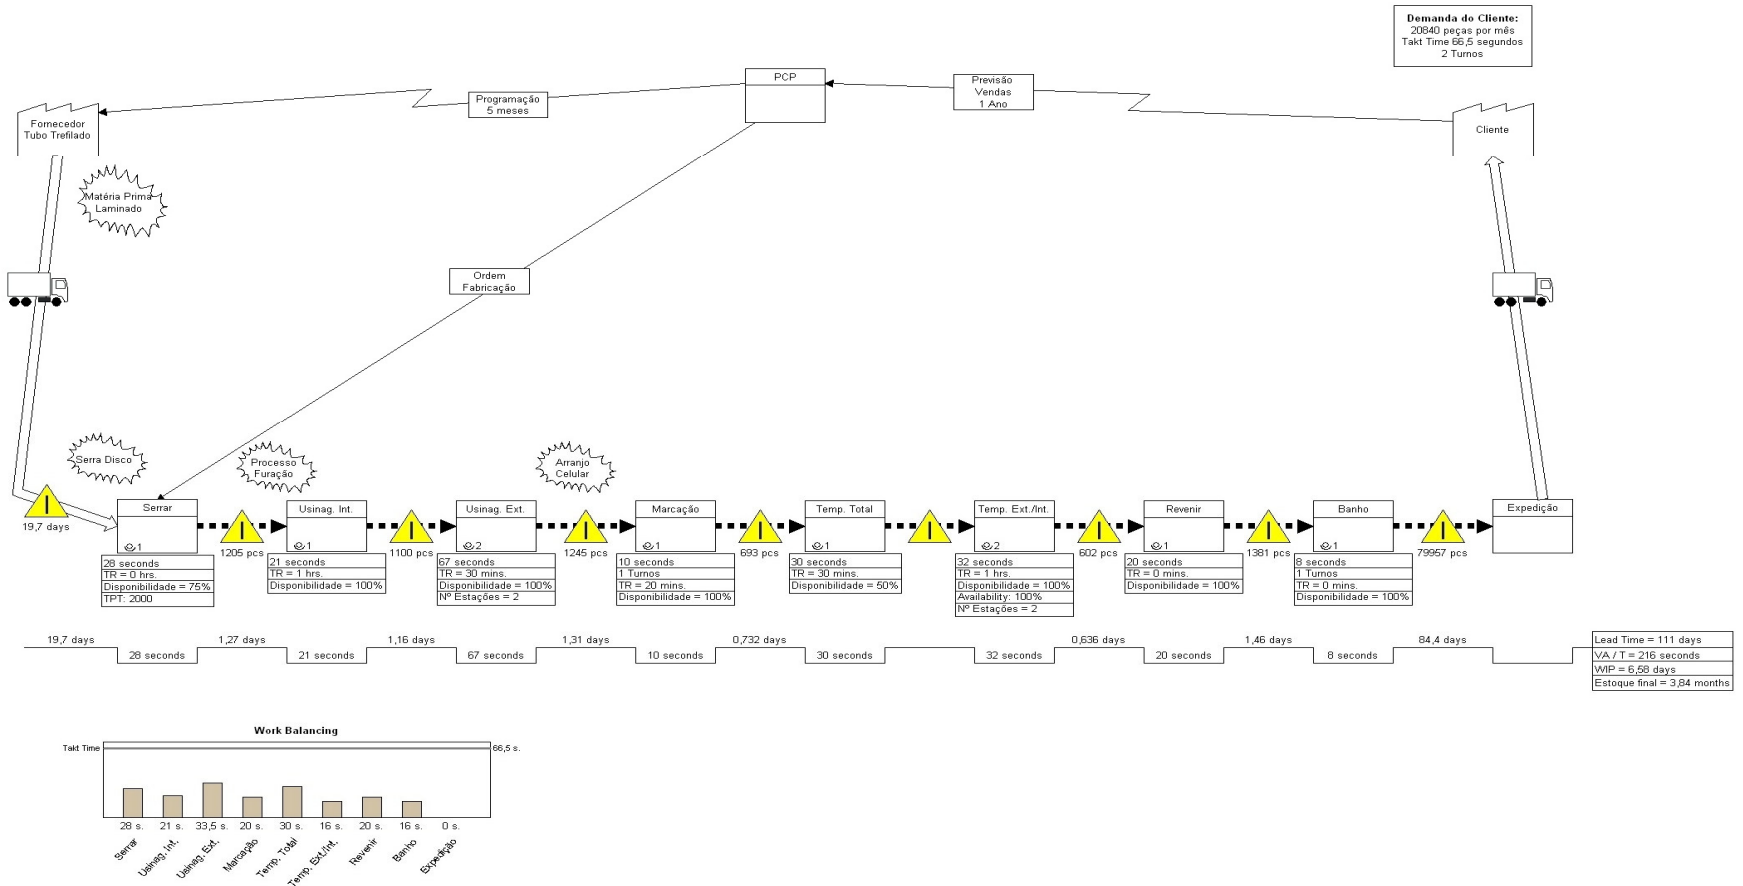 Demanda do Cliente:
20840 peças por mês
Takt Time 66,5 segundos
2 Turnos
PCP
Previsão
Vendas
1 Ano
Programação
5 meses
Fornecedor
Tubo Trefilado
Cliente
Matéria Prima
Laminado
Ordem
Fabricação
Serra Disco
Processo
Furação
Arranjo
Celular
19,7 days
Serrar
1
28 seconds
TR = 0 hrs.
Disponibilidade = 75%
TPT: 2000
I
1205 pcs
Usinag. Int.
1
21 seconds
TR = 1 hrs.
Disponibilidade = 100%
I
1100 pcs
Usinag. Ext.
2
67 seconds
TR = 30 mins.
Disponibilidade = 100%
Nº Estações = 2
I
1245 pcs
Marcação
1
10 seconds
1 Turnos
TR = 20 mins.
Disponibilidade = 100%
I
693 pcs
Temp. Total
1
30 seconds
TR = 30 mins.
Disponibilidade = 50%
I
Temp. Ext./Int.
2
32 seconds
TR = 1 hrs.
Disponibilidade = 100%
Availability: 100%
Nº Estações = 2
I
602 pcs
Revenir
1
20 seconds
TR = 0 mins.
Disponibilidade = 100%
I
1381 pcs
Banho
1
8 seconds
1 Turnos
TR = 0 mins.
Disponibilidade = 100%
I
79957 pcs
Expedição
I
19,7 days
28 seconds
1,27 days
21 seconds
1,16 days
67 seconds
1,31 days
10 seconds
0,732 days
30 seconds
32 seconds
0,636 days
20 seconds
1,46 days
8 seconds
84,4 days
Lead Time = 111 days
VA / T = 216 seconds
WIP = 6,58 days
Estoque final = 3,84 months
Work Balancing
Takt Time
66,5 s.
28 s.
21 s.
33,5 s.
20 s.
30 s.
16 s.
20 s.
16 s.
0 s.
Serrar
Usinag. Int.
Usinag. Ext.
Marcação
Temp. Total
Temp. Ext./Int.
Revenir
Banho
Expedição